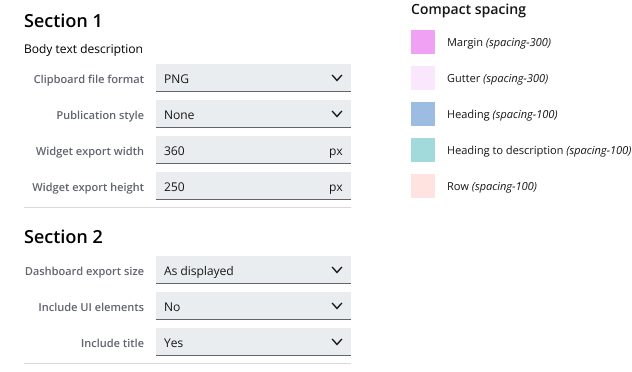 Section 1
Body text description
Clipboard file format PNG
Publication style None
Widget export width 360 px
Widget export height 250 px
Section 2
Dashboard export size As displayed
Include UI elements No
Include title Yes
Compact spacing
Margin (spacing-300)
Gutter (spacing-300)
Heading (spacing-100)
Heading to description (spacing-100)
Row (spacing-100)